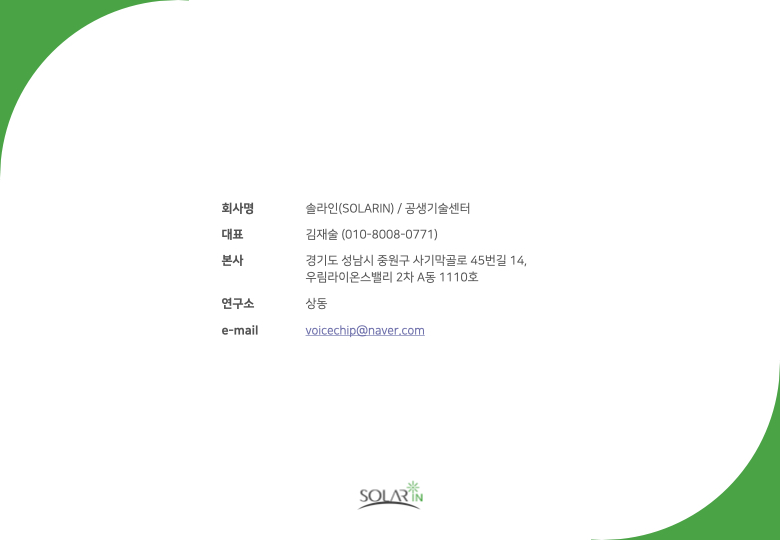 회사명 솔라인(SOLARIN) / 공생기술센터
대표 김재술 (010-8008-0771)
본사 경기도 성남시 중원구 사기막골로 45번길 14,
우림라이온스밸리 2차 A동 1110호
연구소 상동
e-mail voicechip@naver.com
SOLARIN